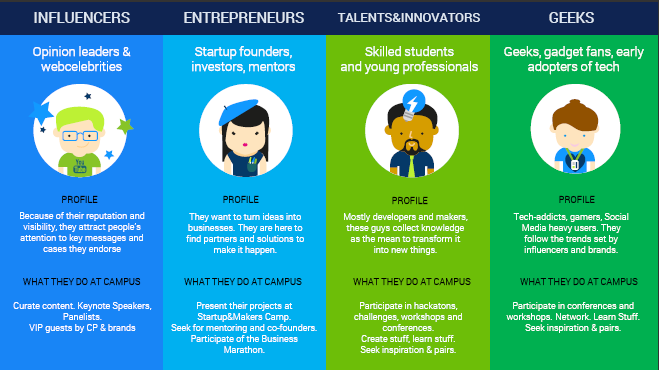 INFLUENCERS
Opinion leaders &
webcelebrities
You
Tube
PROFILE
Because of their reputation and
visibility, they attract people's
attention to key messages and
cases they endorse
WHAT THEY DO AT CAMPUS
Curate content. Keynote Speakers,
Panelists.
VIP guests by CP & brands
ENTREPRENEURS
Startup founders,
investors, mentors
PROFILE
They want to turn ideas into
businesses. They are here to
find partners and solutions to
make it happen.
WHAT THEY DO AT CAMPUS
Present their projects at
Startup&Makers Camp.
Seek for mentoring and co-founders.
Participate of the Business
Marathon.
TALENTS&INNOVATORS
Skilled students
and young professionals
PROFILE
Mostly developers and makers,
these guys collect knowledge
as the mean to transform it
into new things.
WHAT THEY DO AT CAMPUS
Participate in hackatons,
challenges, workshops and
conferences.
Create stuff, learn stuff.
Seek inspiration & pairs.
GEEKS
Geeks, gadget fans, early
adopters of tech
PROFILE
Tech-addicts, gamers, Social
Media heavy users. They
follow the trends set by
influencers and brands.
WHAT THEY DO AT CAMPUS
Participate in conferences and
workshops. Network. Learn Stuff.
Seek inspiration & pairs.